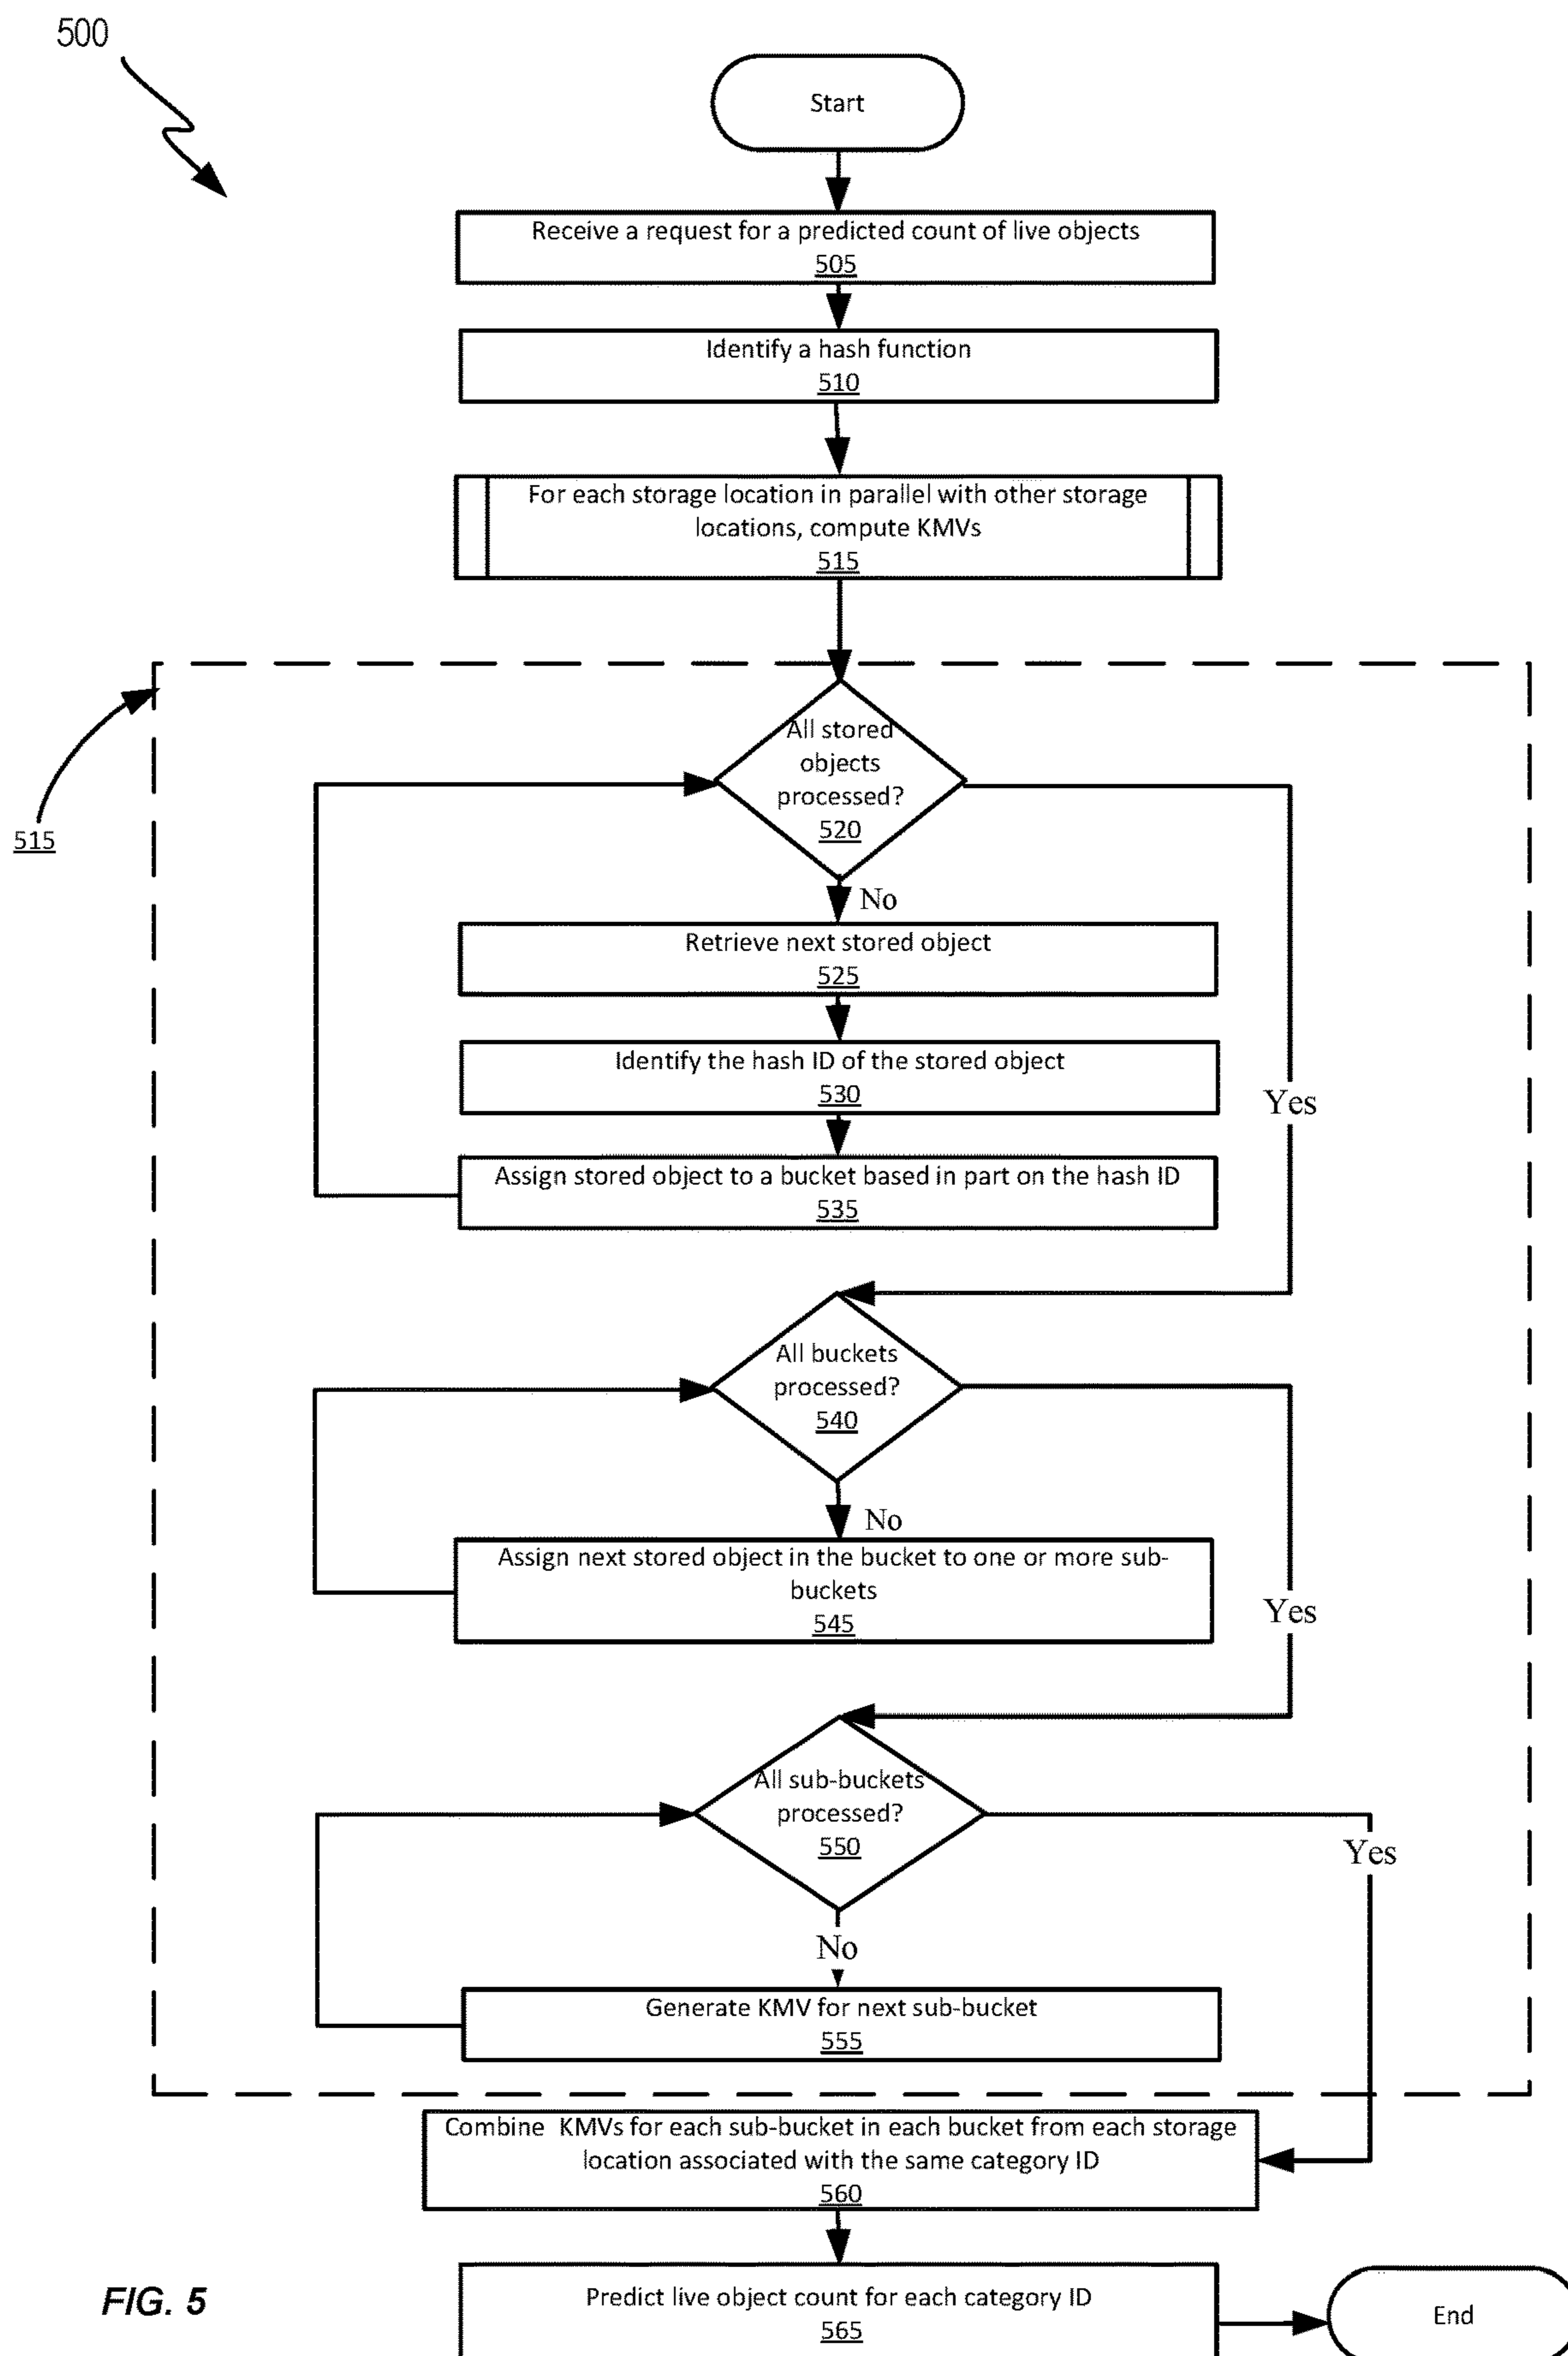 500
Start
Receive a request for a predicted count of live objects
505
Identify a hash function
510
For each storage location in parallel with other storage
locations, compute KMVs
515
515
All stored
objects
processed?
520
No
Yes
Retrieve next stored object
525
Identify the hash ID of the stored object
530
Assign stored object to a bucket based in part on the hash ID
535
All buckets
processed?
540
No
Yes
Assign next stored object in the bucket to one or more sub-
buckets
545
All sub-buckets
processed?
550
Yes
No
Generate KMV for next sub-bucket
555
Combine KMVs for each sub-bucket in each bucket from each storage
location associated with the same category ID
560
Predict live object count for each category ID
565
End
FIG. 5